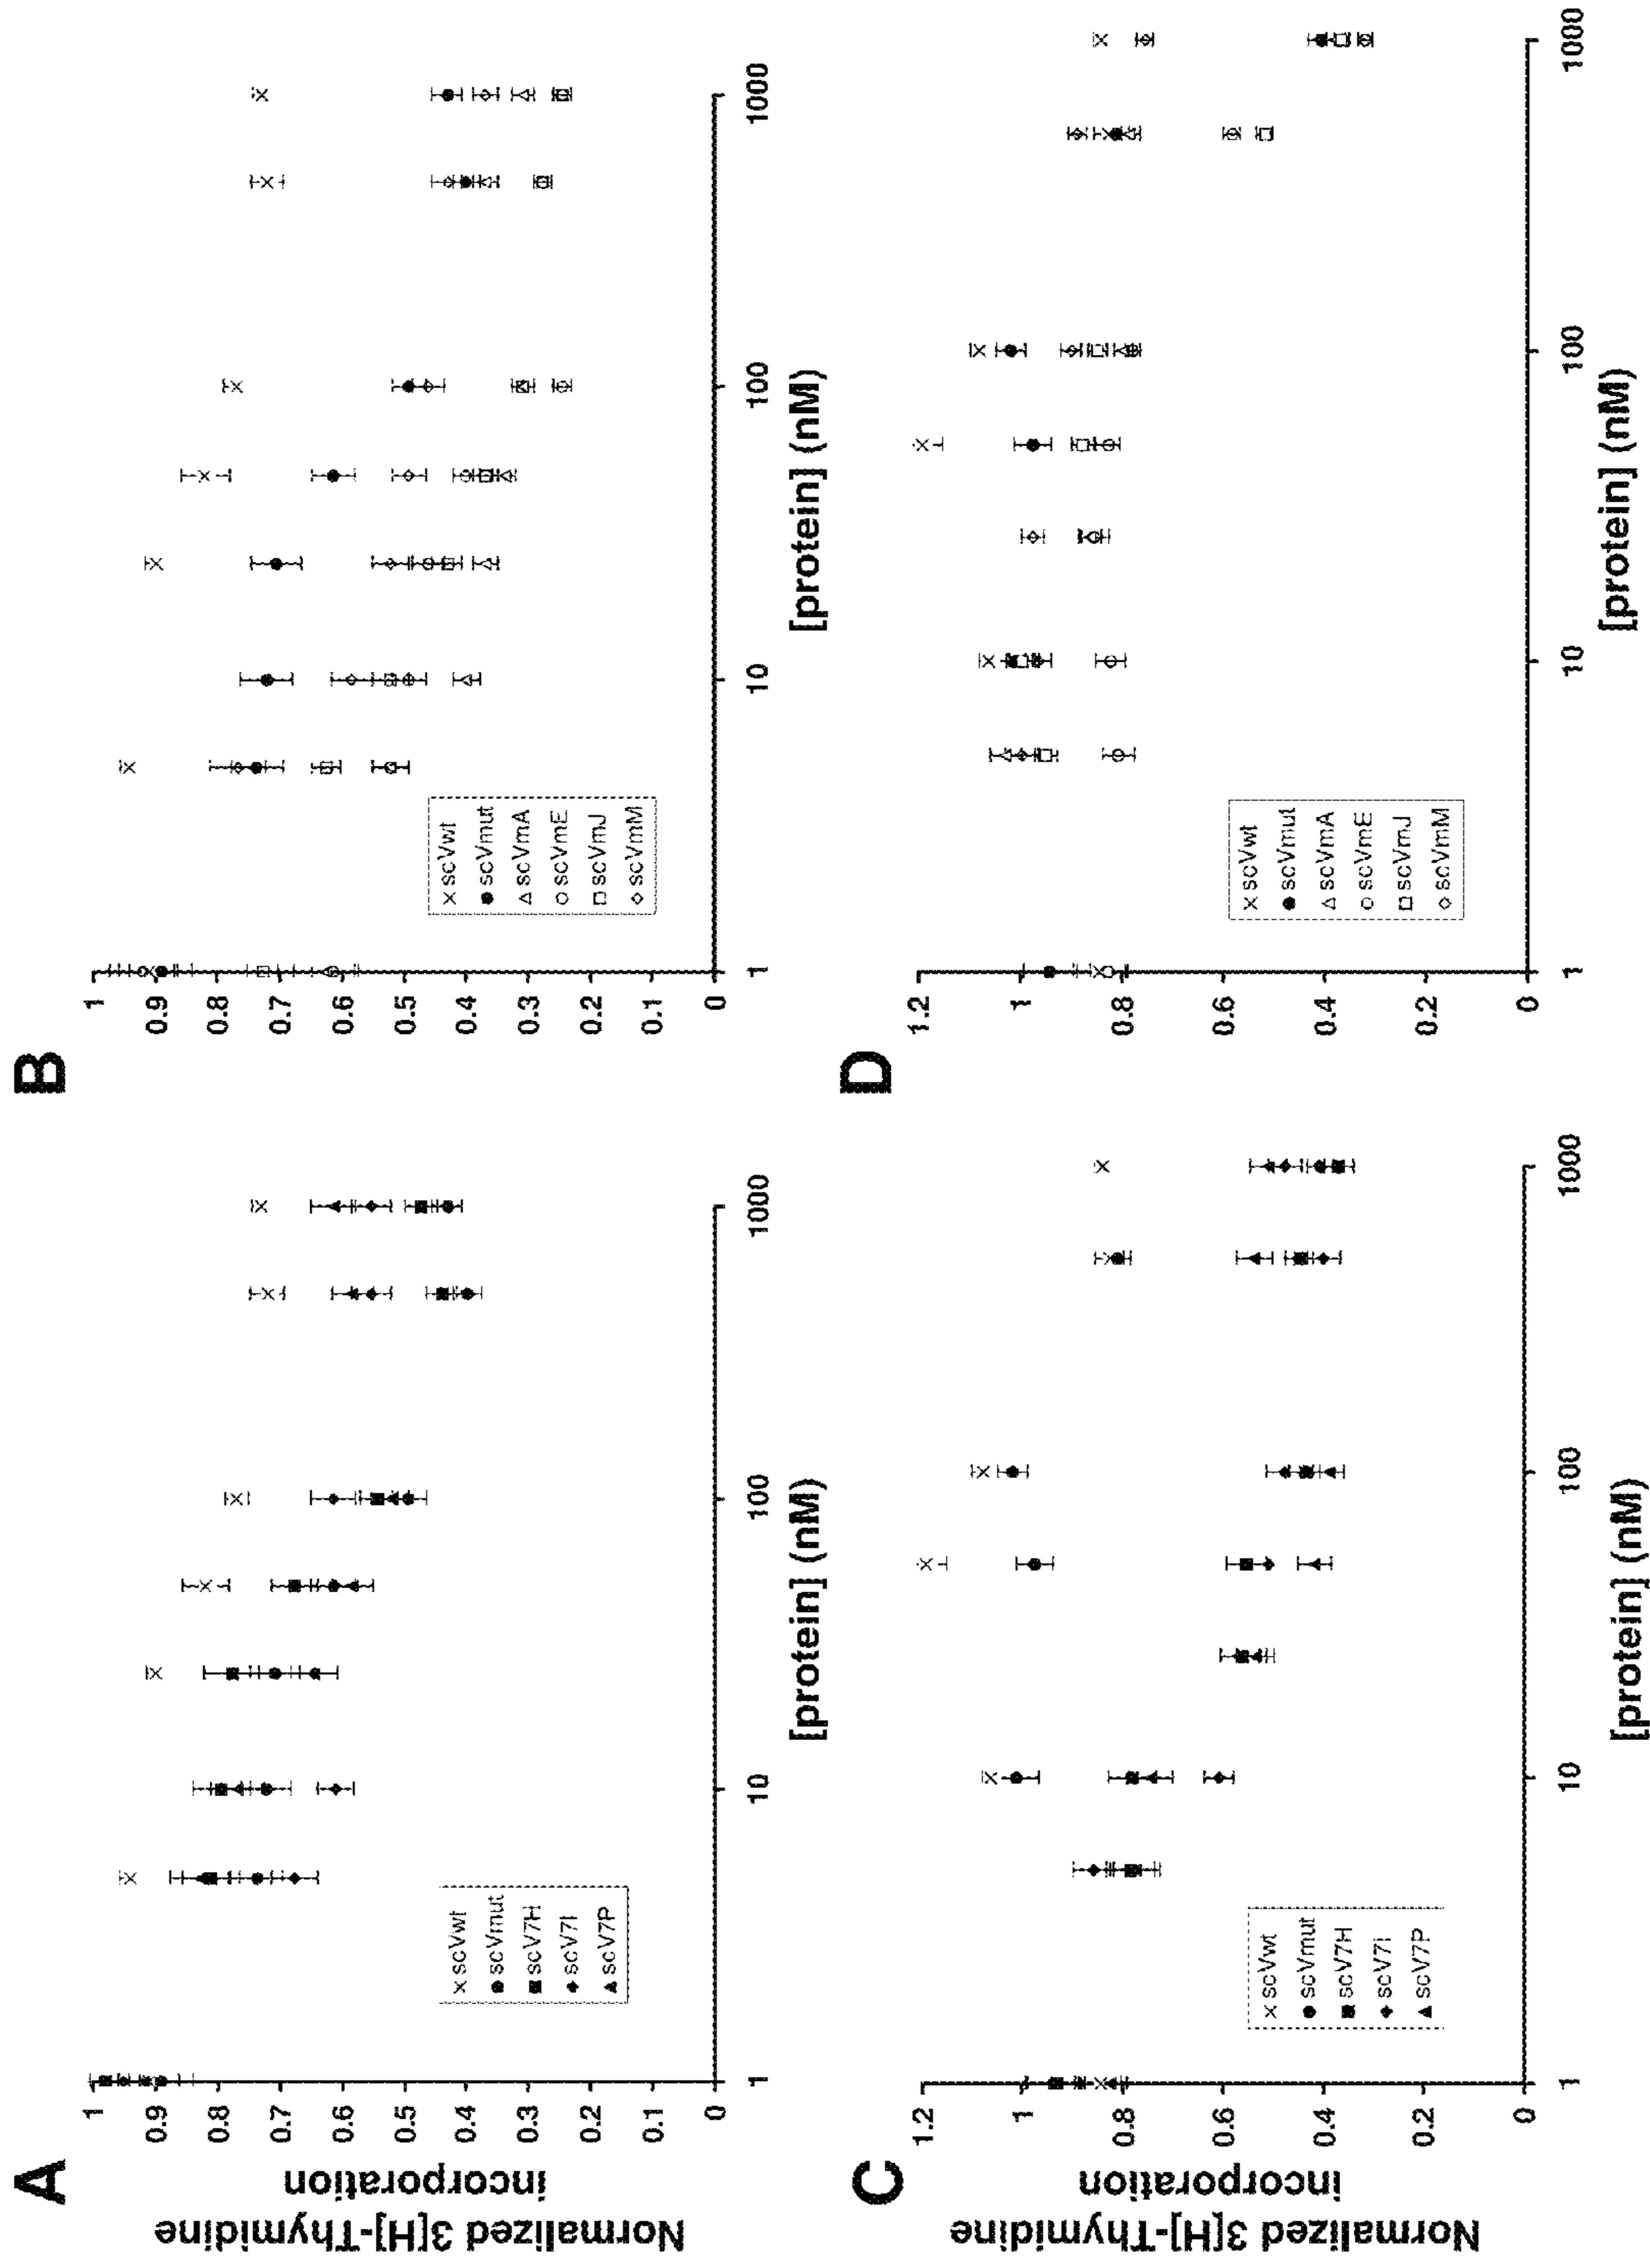 A
Normalized 3[H]-Thymidine
incorporation
1
0.9
0.8
0.7
0.6
0.5
0.4
0.3
0.2
0.1
0
1
10
100
1000
[protein] (nM)
scVwt
scVmut
scV7H
scV7I
scV7P
B
1
0.9
0.8
0.7
0.6
0.5
0.4
0.3
0.2
0.1
0
1
10
100
1000
[protein] (nM)
scVwt
scVmut
scVmA
scVmE
scVmJ
scVmM
C
Normalized 3[H]-Thymidine
incorporation
1.2
1
0.8
0.6
0.4
0.2
0
1
10
100
1000
[protein] (nM)
scVwt
scVmut
scV7H
scV7I
scV7P
D
1.2
1
0.8
0.6
0.4
0.2
0
1
10
100
1000
[protein] (nM)
scVwt
scVmut
scVmA
scVmE
scVmJ
scVmM